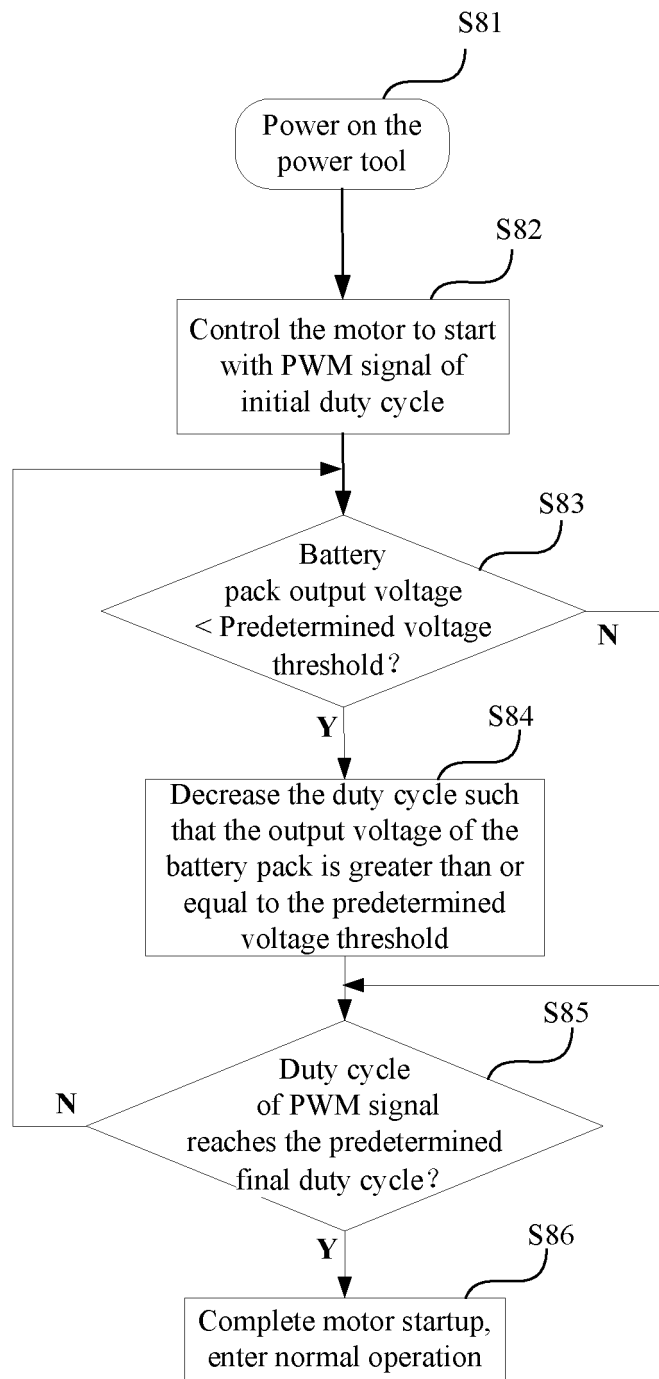 S81
Power on the
power tool
S82
Control the motor to start
with PWM signal of
initial duty cycle
S83
Battery
pack output voltage
< Predetermined voltage
threshold?
N
Y
S84
Decrease the duty cycle such
that the output voltage of the
battery pack is greater than or
equal to the predetermined
voltage threshold
S85
Duty cycle
of PWM signal
reaches the predetermined
final duty cycle?
N
Y
S86
Complete motor startup,
enter normal operation